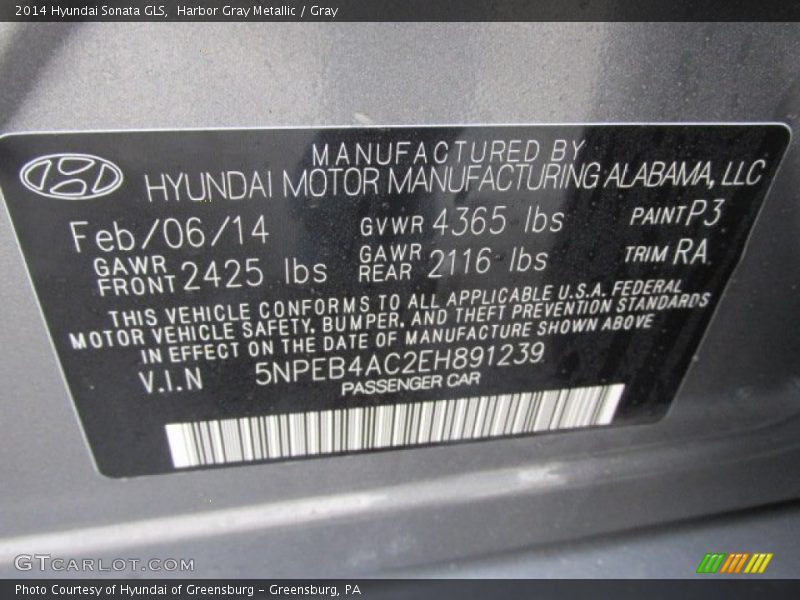 2014 Hyundai Sonata GLS, Harbor Gray Metallic / Gray
MANUFACTURED BY
HYUNDAI MOTOR MANUFACTURING ALABAMA, LLC
Feb/06/14 GVWR 4365 lbs PAINT P3
GAWR FRONT 2425 lbs GAWR REAR 2116 lbs TRIM RA
THIS VEHICLE CONFORMS TO ALL APPLICABLE U.S.A. FEDERAL
MOTOR VEHICLE SAFETY, BUMPER, AND THEFT PREVENTION STANDARDS
IN EFFECT ON THE DATE OF MANUFACTURE SHOWN ABOVE
V.I.N 5NPEB4AC2EH891239
PASSENGER CAR
GTCARLOT.COM
Photo Courtesy of Hyundai of Greensburg - Greensburg, PA